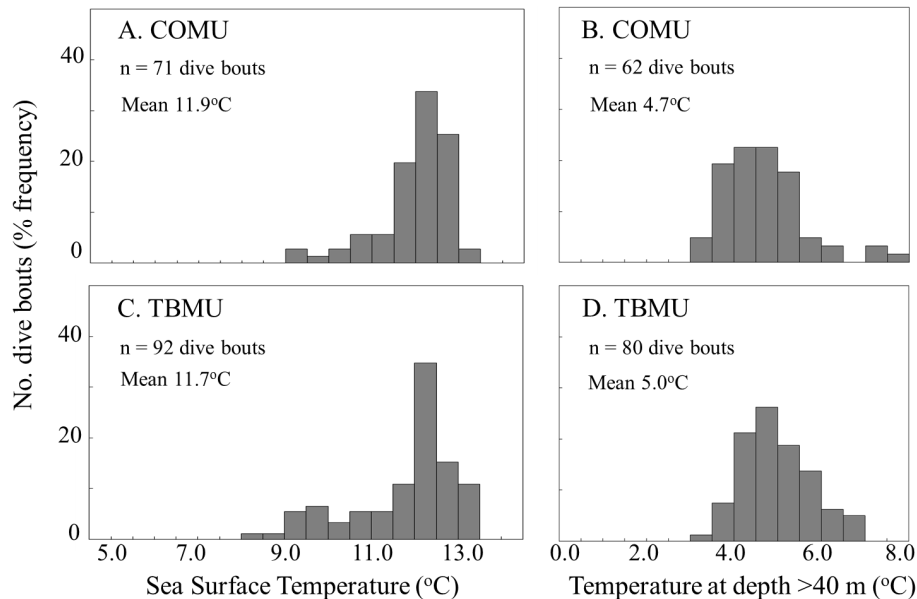 A. COMU
n = 71 dive bouts
Mean 11.9°C
B. COMU
n = 62 dive bouts
Mean 4.7°C
40
20
0
No. dive bouts (% frequency)
C. TBMU
n = 92 dive bouts
Mean 11.7°C
D. TBMU
n = 80 dive bouts
Mean 5.0°C
40
20
0
5.0 7.0 9.0 11.0 13.0
0.0 4.0 6.0 8.0
Sea Surface Temperature (°C)
Temperature at depth >40 m (°C)